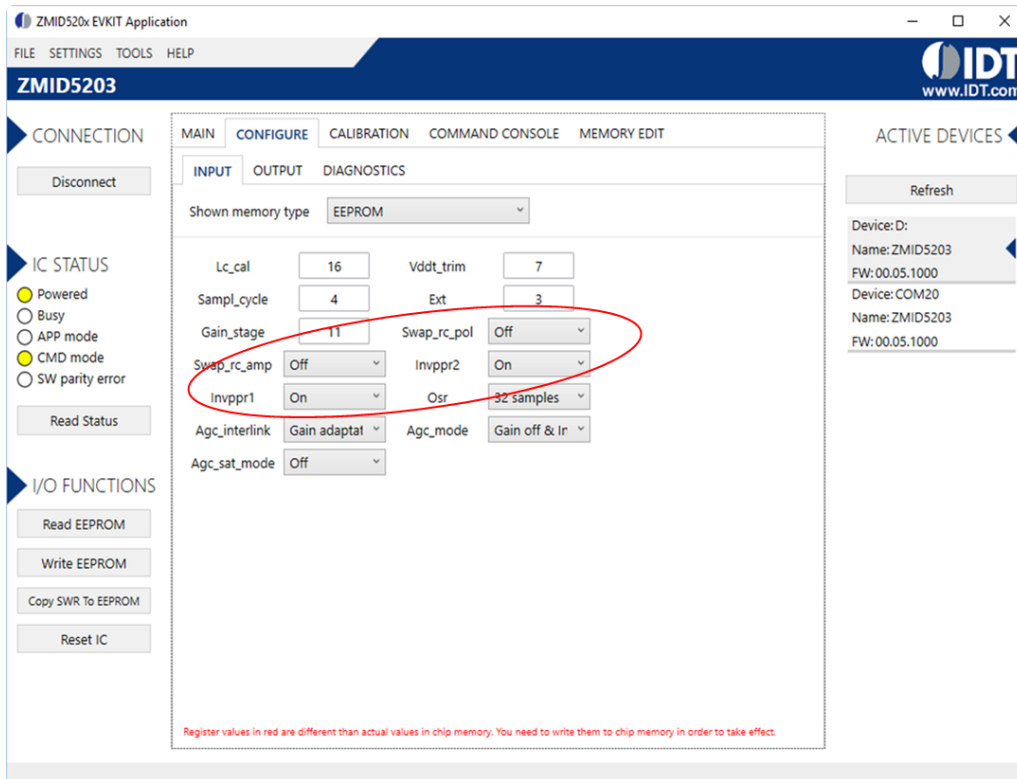 ZMID520x EVKIT Application
FILE SETTINGS TOOLS HELP
IDT
www.IDT.com
ZMID5203
CONNECTION
Disconnect
IC STATUS
Powered
Busy
APP mode
CMD mode
SW parity error
Read Status
I/O FUNCTIONS
Read EEPROM
Write EEPROM
Copy SWR To EEPROM
Reset IC
MAIN CONFIGURE CALIBRATION COMMAND CONSOLE MEMORY EDIT
INPUT OUTPUT DIAGNOSTICS
Shown memory type EEPROM
Lc_cal 16 Vddt_trim 7
Sampl_cycle 4 Ext 3
Gain_stage 11 Swap_rc_pol Off
Swap_rc_amp Off Invppr2 On
Invppr1 On Osr 32 samples
Agc_interlink Gain adaptat Agc_mode Gain off & Ir
Agc_sat_mode Off
Register values in red are different than actual values in chip memory. You need to write them to chip memory in order to take effect.
ACTIVE DEVICES
Refresh
Device: D:
Name: ZMID5203
FW: 00.05.1000
Device: COM20
Name: ZMID5203
FW: 00.05.1000